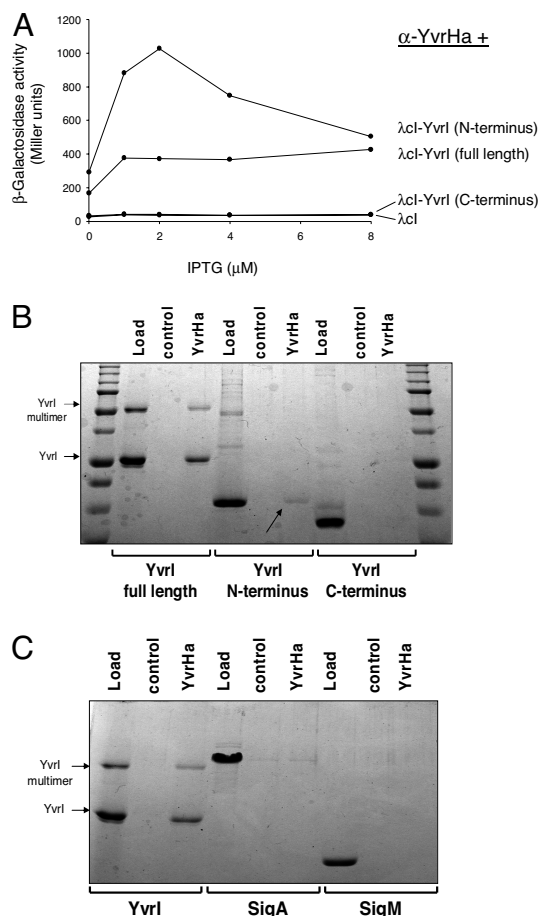 A
β-Galactosidase activity
(Miller units)
1200
1000
800
600
400
200
0
0
2
4
6
8
IPTG (µM)
α-YvrHa +
λcI-YvrI (N-terminus)
λcI-YvrI (full length)
λcI-YvrI (C-terminus)
λcI
B
Load
control
YvrHa
Load
control
YvrHa
Load
control
YvrHa
YvrI
multimer
YvrI
YvrI
full length
YvrI
N-terminus
YvrI
C-terminus
C
Load
control
YvrHa
Load
control
YvrHa
Load
control
YvrHa
YvrI
multimer
YvrI
YvrI
SigA
SigM